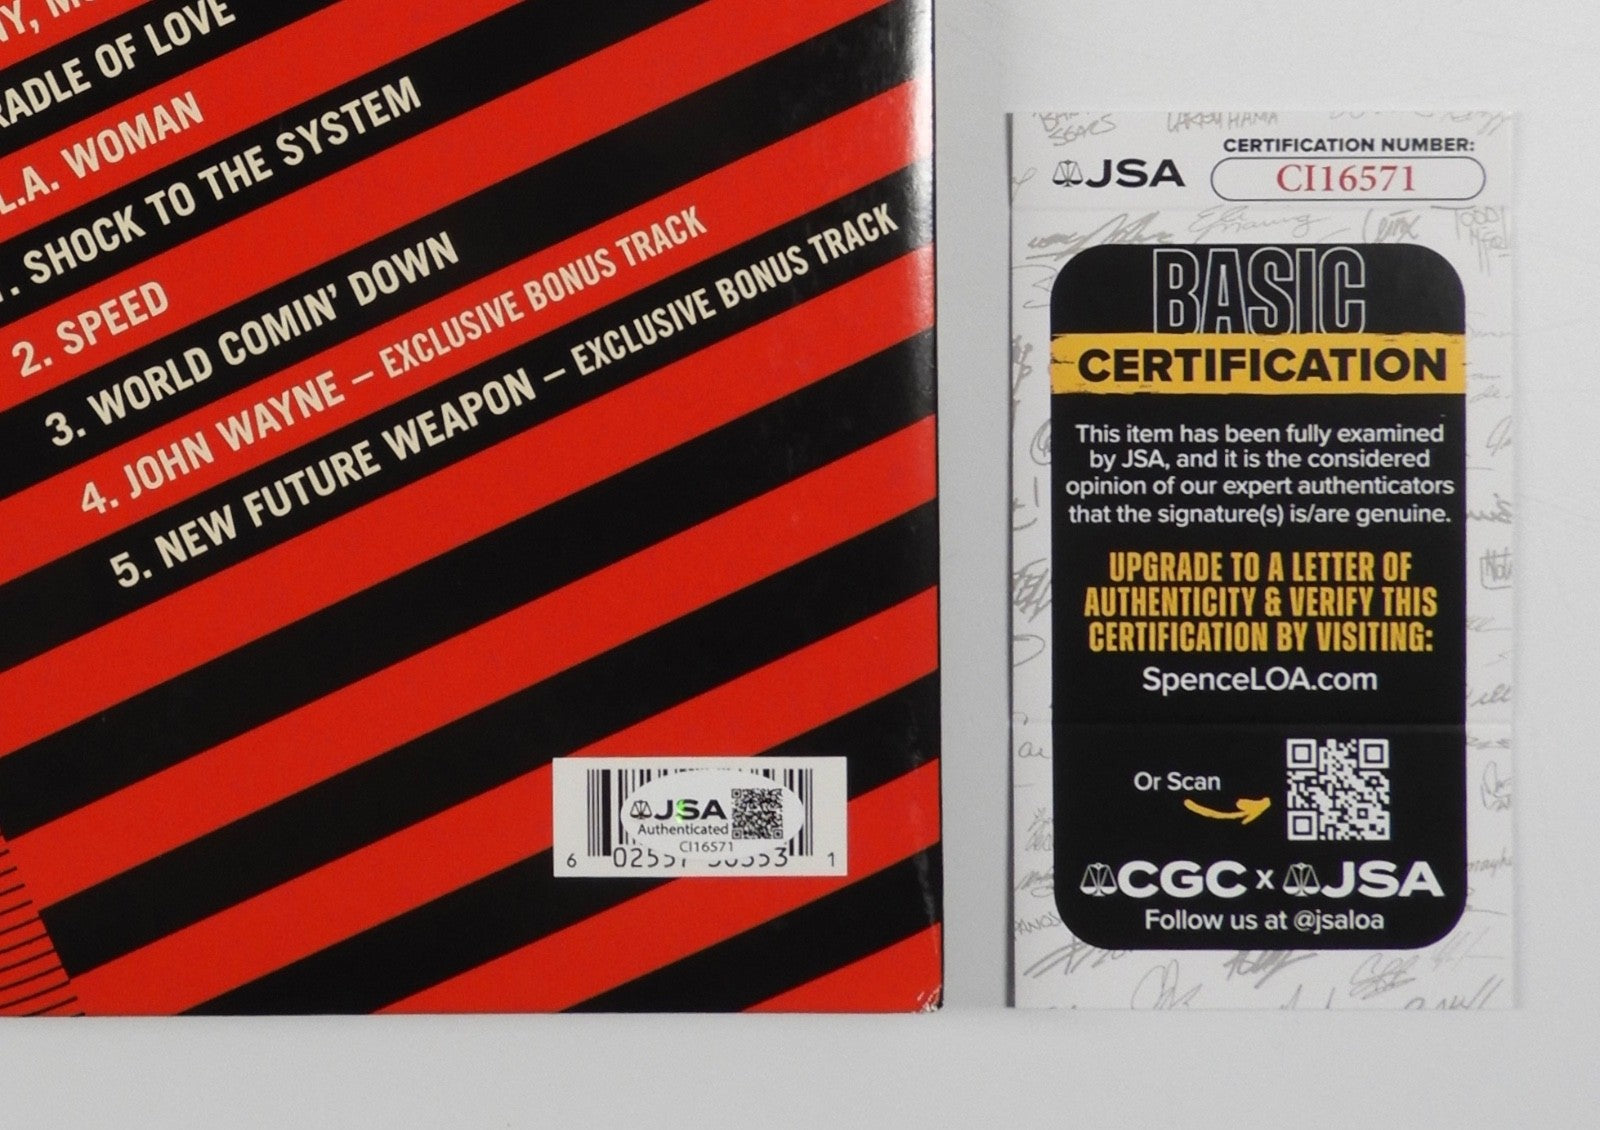 RADLE OF LOVE
L.A. WOMAN
1. SHOCK TO THE SYSTEM
2. SPEED
3. WORLD COMIN' DOWN
4. JOHN WAYNE – EXCLUSIVE BONUS TRACK
5. NEW FUTURE WEAPON – EXCLUSIVE BONUS TRACK
JSA
Authenticated
CI16571
6 1
JSA
CERTIFICATION NUMBER:
CI16571
BASIC
CERTIFICATION
This item has been fully examined
by JSA, and it is the considered
opinion of our expert authenticators
that the signature(s) is/are genuine.
UPGRADE TO A LETTER OF
AUTHENTICITY & VERIFY THIS
CERTIFICATION BY VISITING:
SpenceLOA.com
Or Scan
CGC x JSA
Follow us at @jsaloa